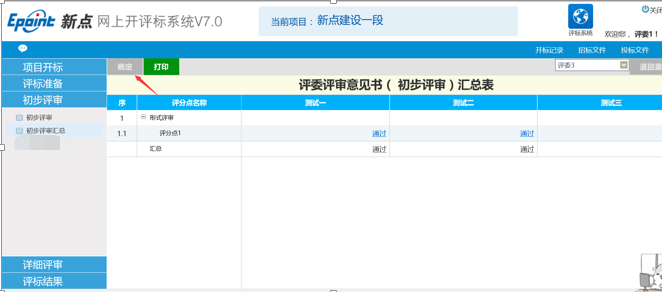 Epoint 新点 网上开评标系统V7.0
当前项目： 新点建设一段
评标系统
关闭
欢迎您， 评委1！
开标记录 招标文件 投标文件
项目开标
评标准备
初步评审
初步评审
初步评审汇总
详细评审
评标结果
确定 打印
评委3
评委评审意见书（ 初步评审）汇总表
序 评分点名称 测试一 测试二 测试三
1 形式评审
1.1 评分点1 通过 通过
汇总 通过 通过